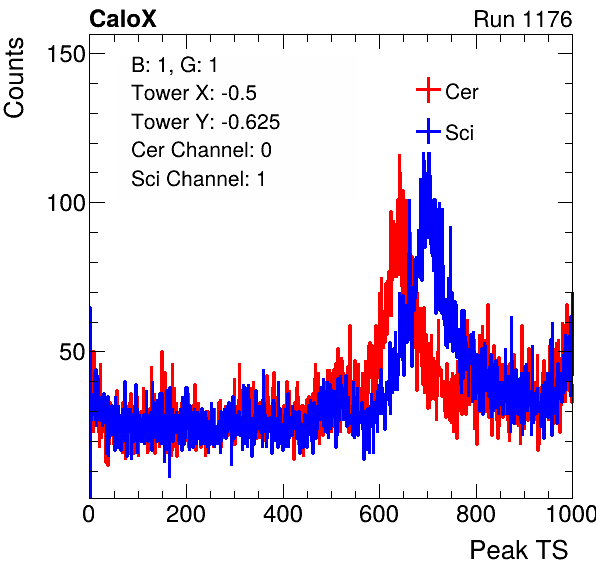 CaloX
Run 1176
Counts
B: 1, G: 1
Tower X: -0.5
Tower Y: -0.625
Cer Channel: 0
Sci Channel: 1
Cer
Sci
150
100
50
0 200 400 600 800 1000
Peak TS